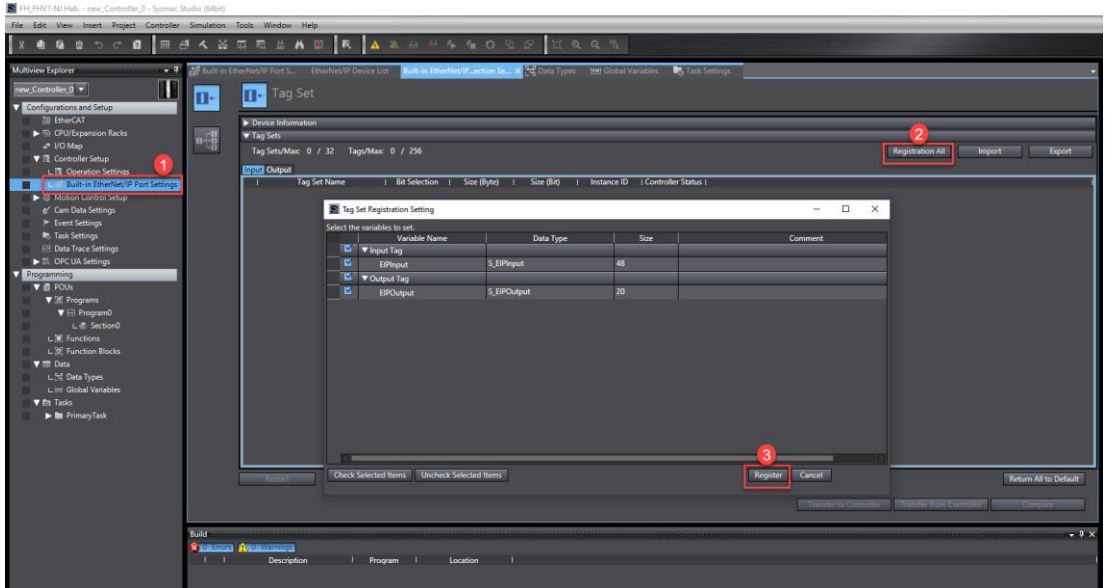 FH_FHV7-NJ Hab. - new_Controller_0 - Sysmac Studio (64bit)
File Edit View Insert Project Controller Simulation Tools Window Help
Multiview Explorer
new_Controller_0
Configurations and Setup
EtherCAT
CPU/Expansion Racks
I/O Map
Controller Setup
1
Operation Settings
Built-in EtherNet/IP Port Settings
Motion Control Setup
Cam Data Settings
Event Settings
Task Settings
Data Trace Settings
OPC UA Settings
Programming
POUs
Programs
Program0
Section0
Functions
Function Blocks
Data
Data Types
Global Variables
Tasks
PrimaryTask
Built-in EtherNet/IP Port S... EtherNet/IP Device List Built-in EtherNet/IP...ection Se... X Data Types Global Variables Task Settings
Tag Set
Device Information
2
Tag Sets
Tag Sets/Max: 0 / 32 Tags/Max: 0 / 256 Registration All Import Export
Input Output
Tag Set Name | Bit Selection | Size (Byte) | Size (Bit) | Instance ID | Controller Status |
Tag Set Registration Setting
Select the variables to set.
Variable Name Data Type Size Comment
Input Tag
EIPInput S_EIPInput 48
Output Tag
EIPOutput S_EIPOutput 20
3
Check Selected Items Uncheck Selected Items Register Cancel
Restart Return All to Default
Transfer to Controller Transfer from Controller Compare
Build
0 Errors 0 Warnings
Description | Program | Location |